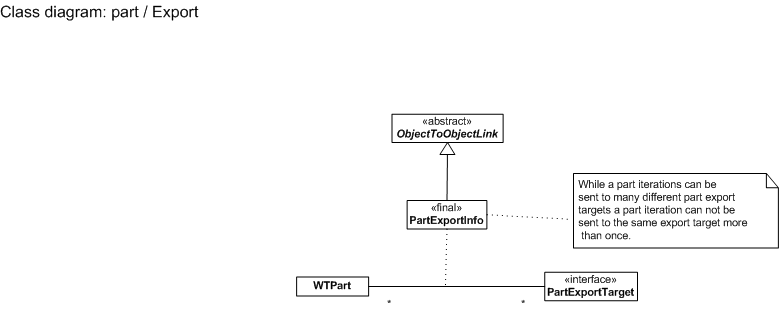 Class diagram: part / Export
«abstract»
ObjectToObjectLink
While a part iterations can be
sent to many different part export
targets a part iteration can not be
sent to the same export target more
than once.
«final»
PartExportInfo
WTPart
«interface»
PartExportTarget
*
*